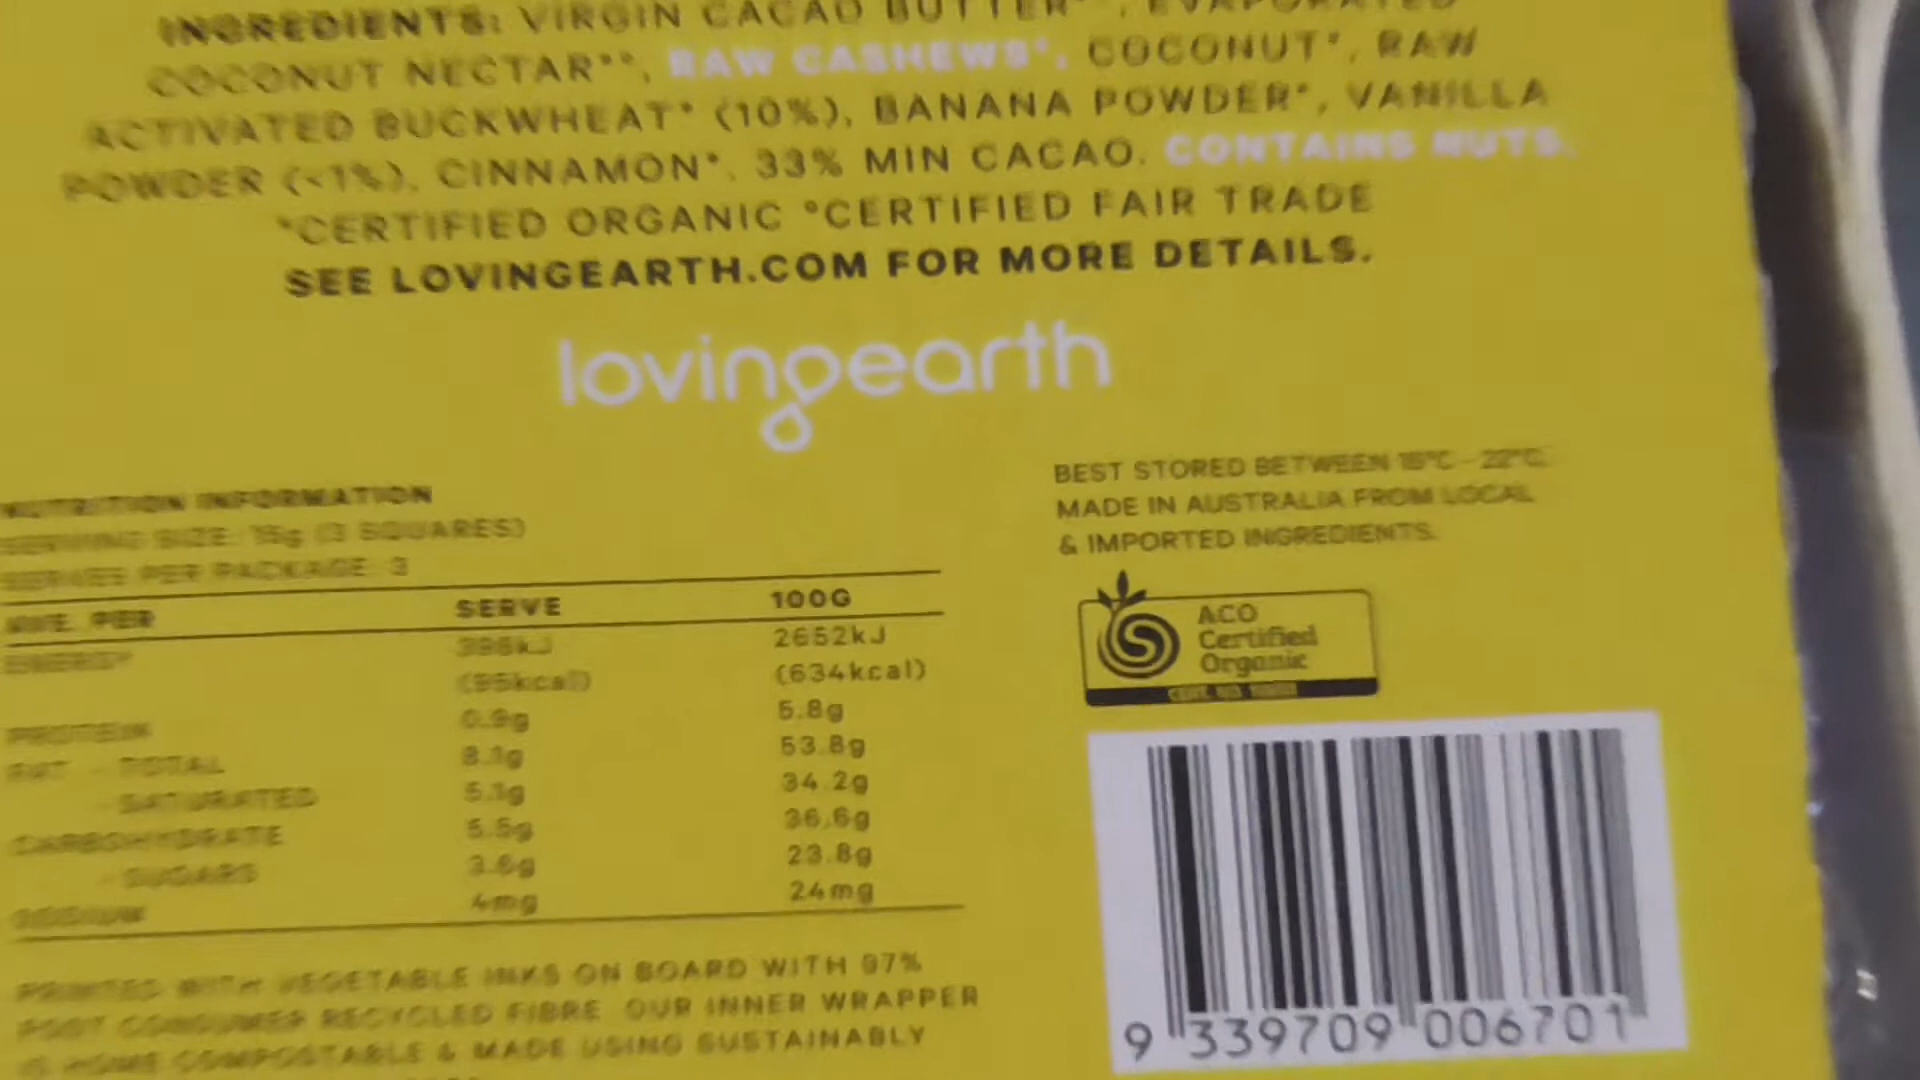 INGREDIENTS: VIRGIN CACAO BUTTER*°, EVAPORATED
COCONUT NECTAR*°, RAW CASHEWS*, COCONUT*, RAW
ACTIVATED BUCKWHEAT* (10%), BANANA POWDER*, VANILLA
POWDER (<1%), CINNAMON*. 33% MIN CACAO. CONTAINS NUTS.
*CERTIFIED ORGANIC °CERTIFIED FAIR TRADE
SEE LOVINGEARTH.COM FOR MORE DETAILS.
lovingearth
BEST STORED BETWEEN 15°C - 22°C.
MADE IN AUSTRALIA FROM LOCAL
& IMPORTED INGREDIENTS.
NUTRITION INFORMATION
SERVING SIZE: 15g (3 SQUARES)
SERVES PER PACKAGE: 3
AVE. PER SERVE 100G
ENERGY 398kJ 2652kJ
(95kcal) (634kcal)
PROTEIN 0.9g 5.8g
FAT - TOTAL 8.1g 53.8g
- SATURATED 5.1g 34.2g
CARBOHYDRATE 5.5g 36.6g
- SUGARS 3.6g 23.8g
SODIUM 4mg 24mg
ACO
Certified
Organic
PRINTED WITH VEGETABLE INKS ON BOARD WITH 97%
POST CONSUMER RECYCLED FIBRE. OUR INNER WRAPPER
IS HOME COMPOSTABLE & MADE USING SUSTAINABLY
9 339709 006701